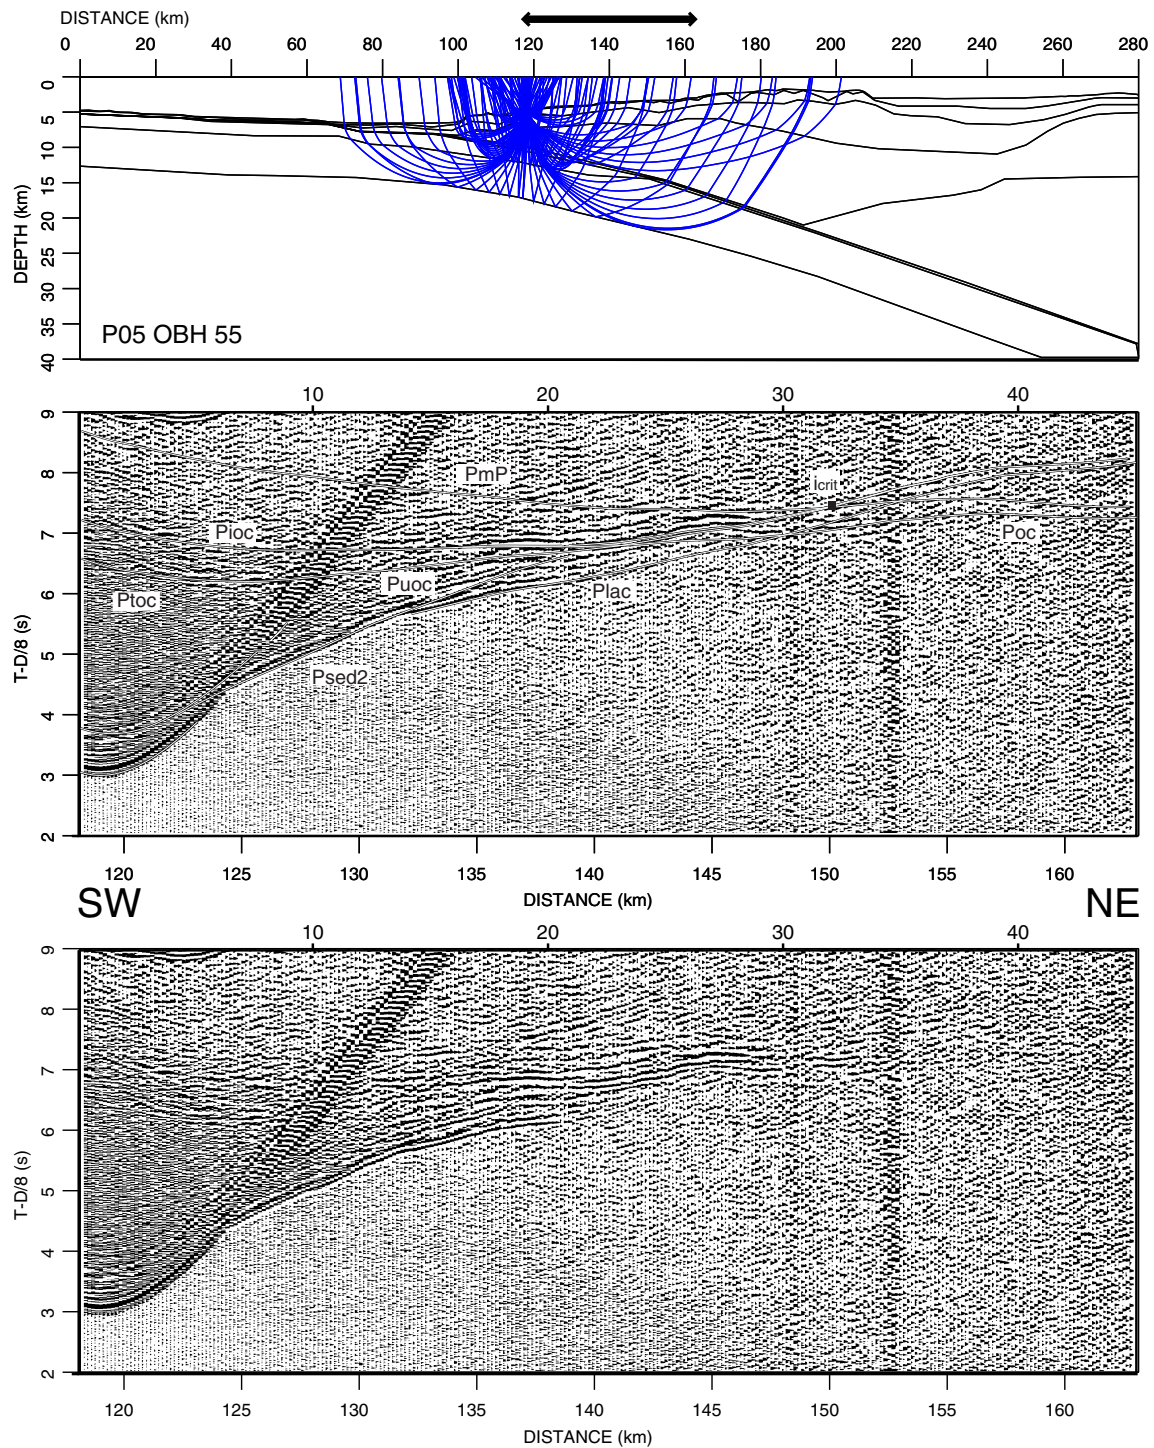 DISTANCE (km)
0 20 40 60 80 100 120 140 160 180 200 220 240 260 280
0
5
10
15
20
25
30
35
40
DEPTH (km)
P05 OBH 55
10 20 30 40
9
8
7
6
5
4
3
2
T-D/8 (s)
PmP
icrit
Pioc
Poc
Puoc
Plac
Ptoc
Psed2
120 125 130 135 140 145 150 155 160
SW DISTANCE (km) NE
10 20 30 40
9
8
7
6
5
4
3
2
T-D/8 (s)
120 125 130 135 140 145 150 155 160
DISTANCE (km)